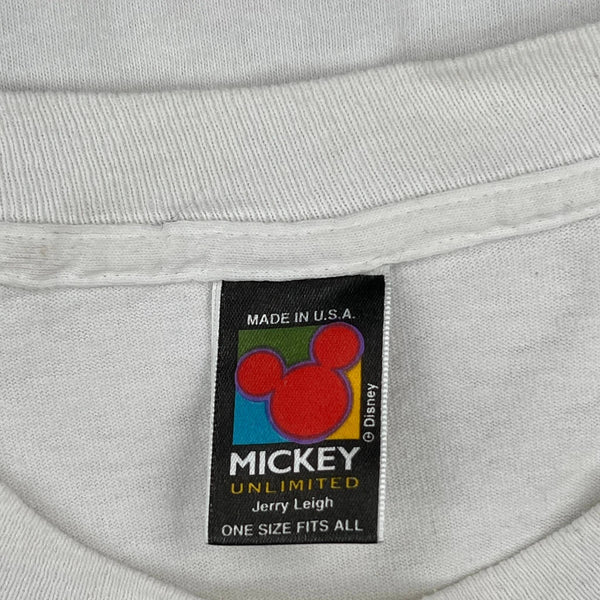 MADE IN U.S.A.
© Disney
MICKEY
UNLIMITED
Jerry Leigh
ONE SIZE FITS ALL